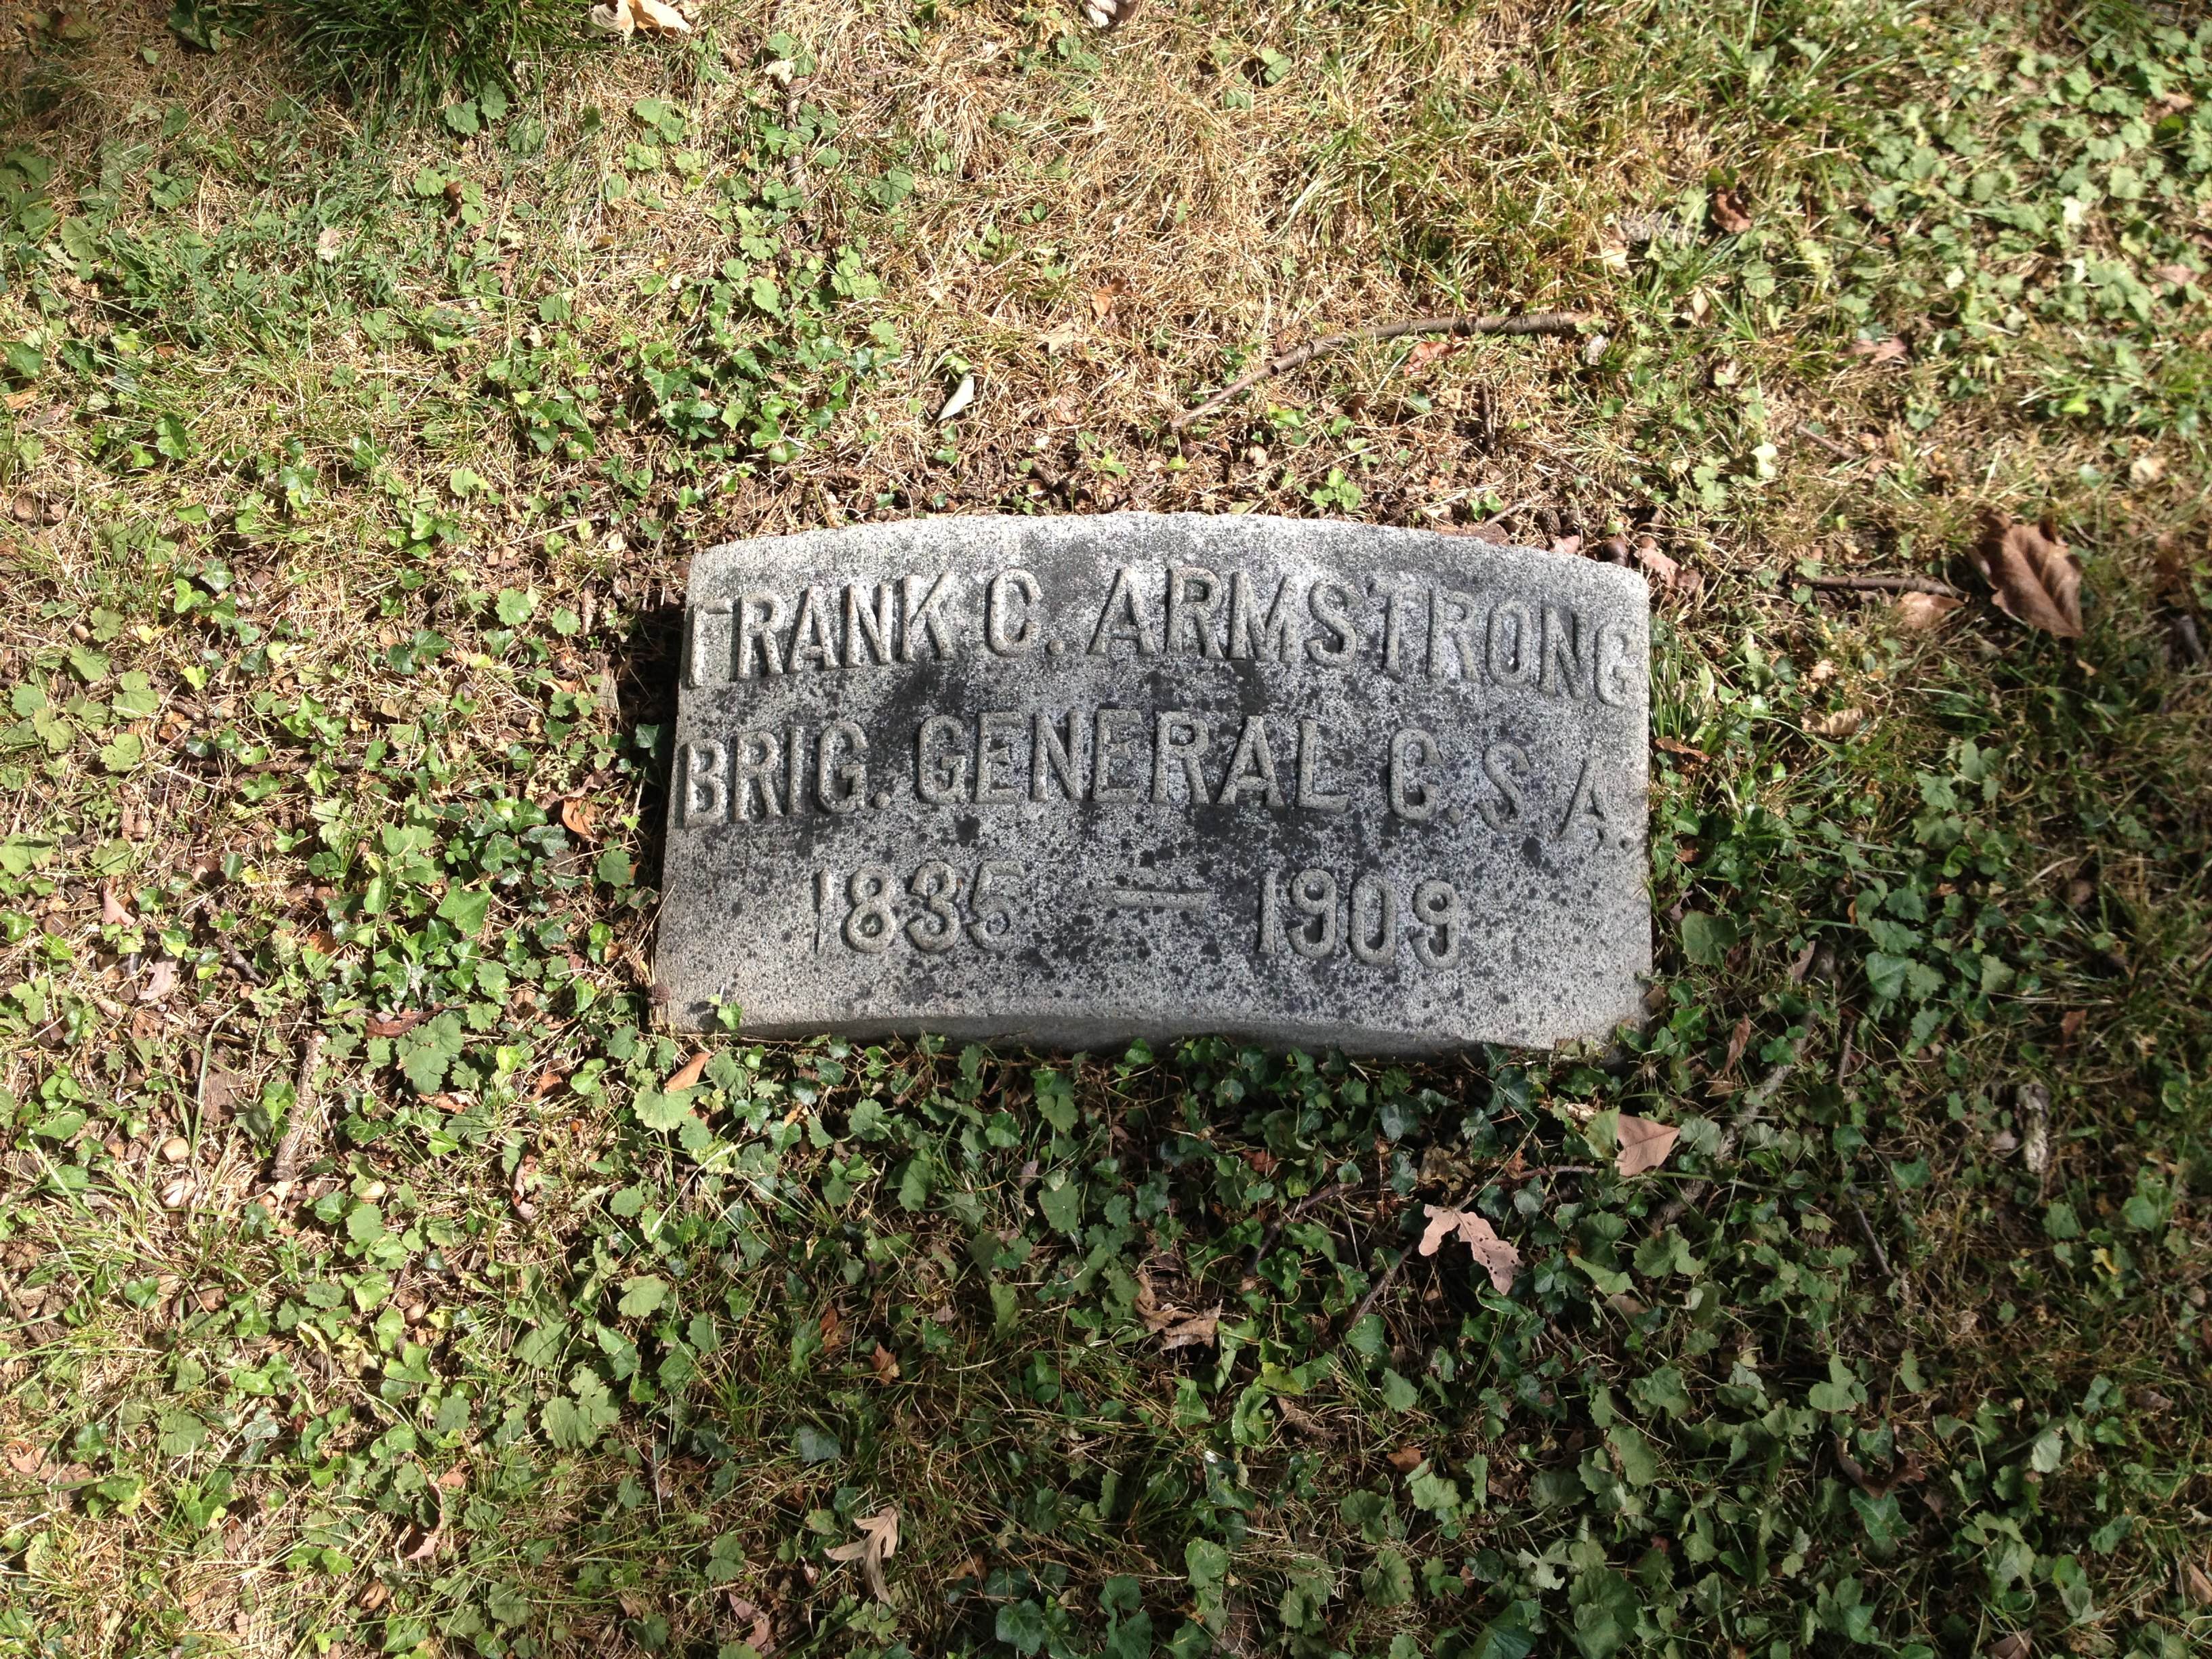 FRANK C. ARMSTRONG
BRIG. GENERAL C.S.A.
1835 — 1909